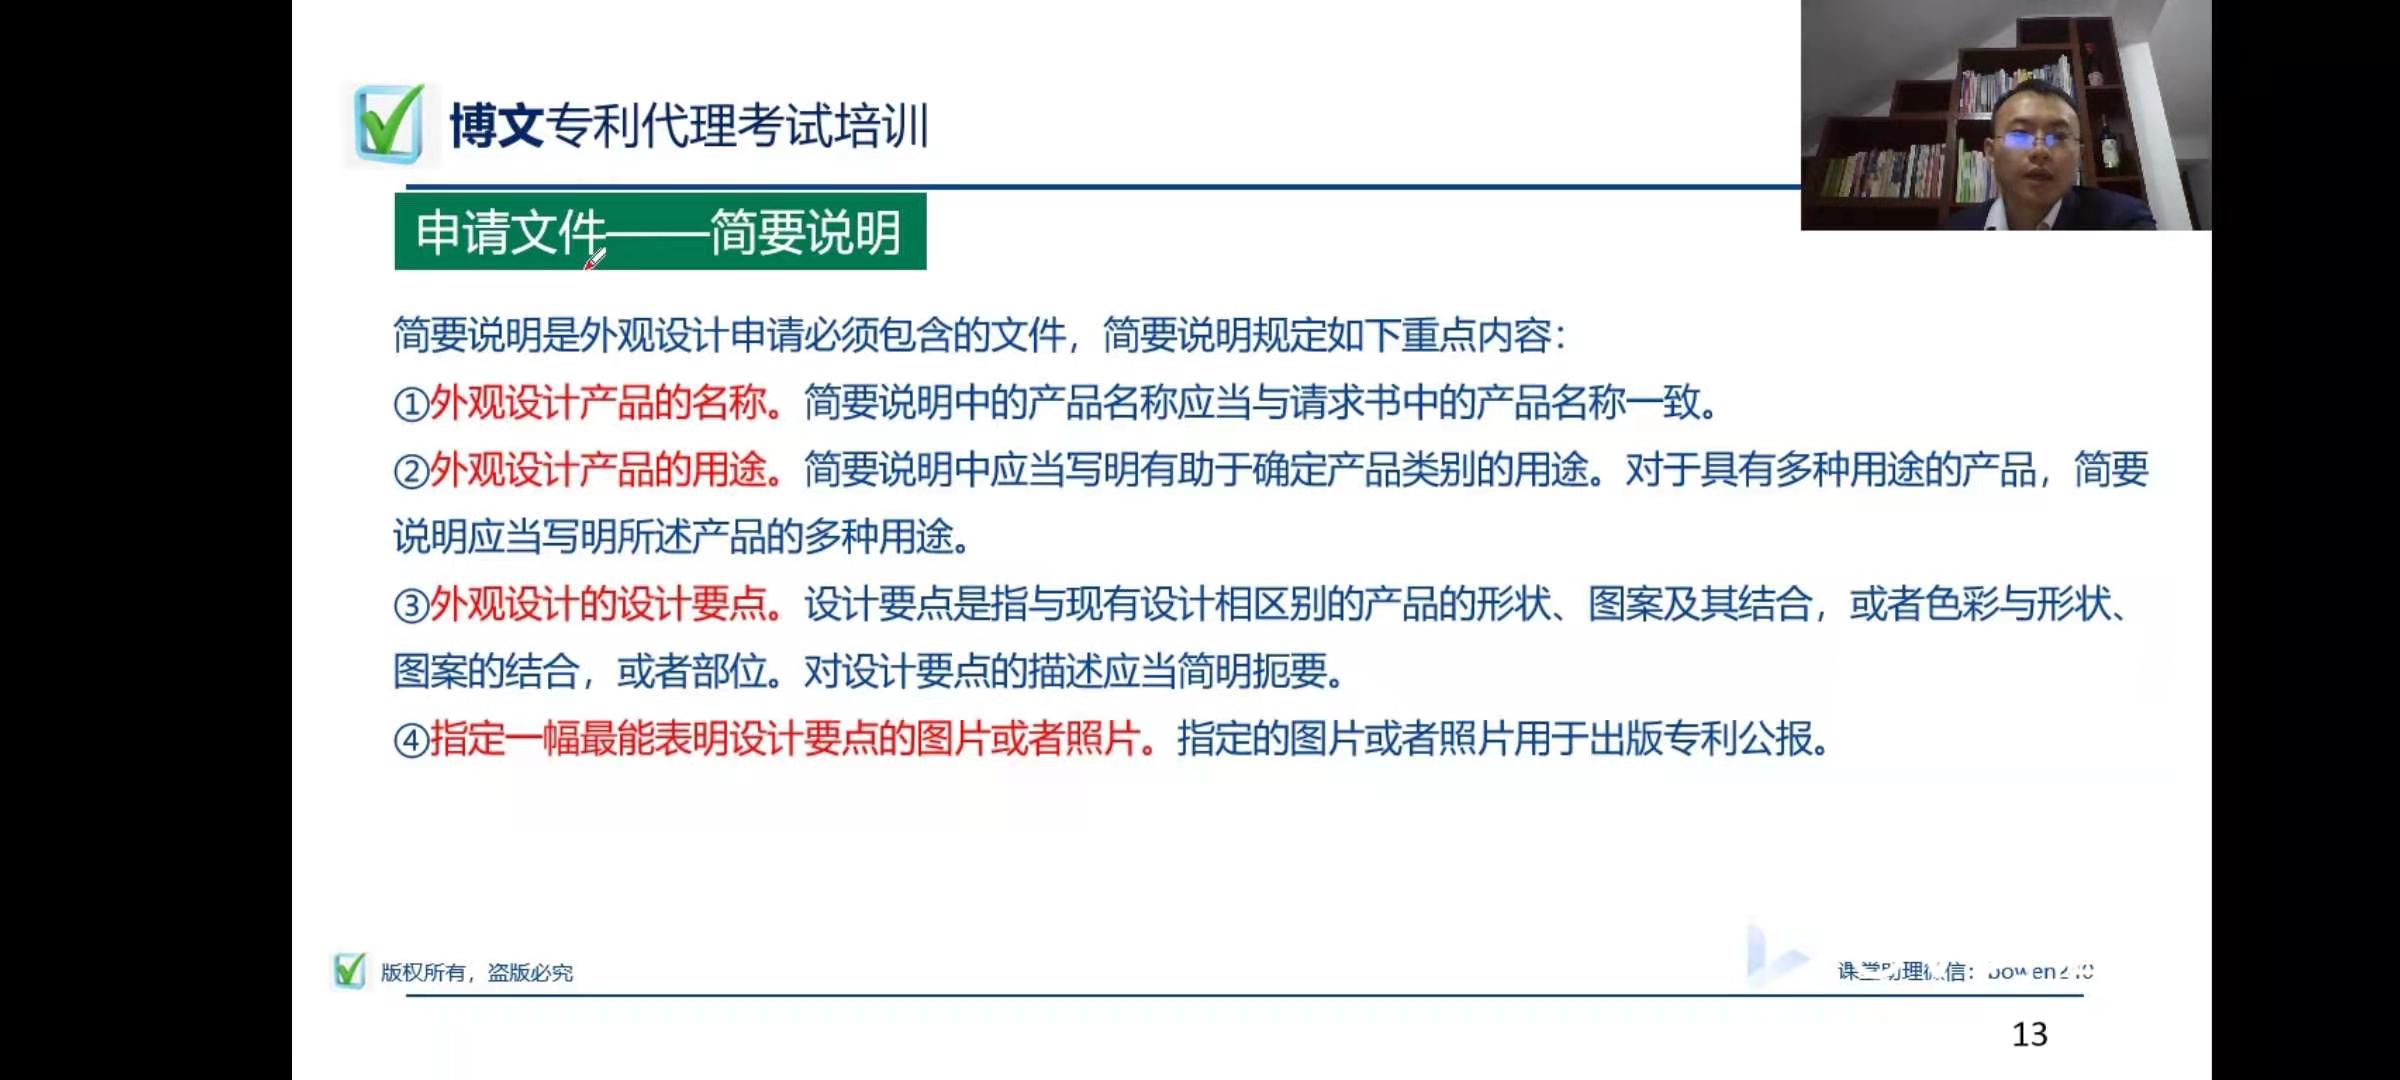 博文专利代理考试培训
申请文件——简要说明
简要说明是外观设计申请必须包含的文件，简要说明规定如下重点内容：
①外观设计产品的名称。简要说明中的产品名称应当与请求书中的产品名称一致。
②外观设计产品的用途。简要说明中应当写明有助于确定产品类别的用途。对于具有多种用途的产品，简要
说明应当写明所述产品的多种用途。
③外观设计的设计要点。设计要点是指与现有设计相区别的产品的形状、图案及其结合，或者色彩与形状、
图案的结合，或者部位。对设计要点的描述应当简明扼要。
④指定一幅最能表明设计要点的图片或者照片。指定的图片或者照片用于出版专利公报。
版权所有，盗版必究
课堂助理微信：
13